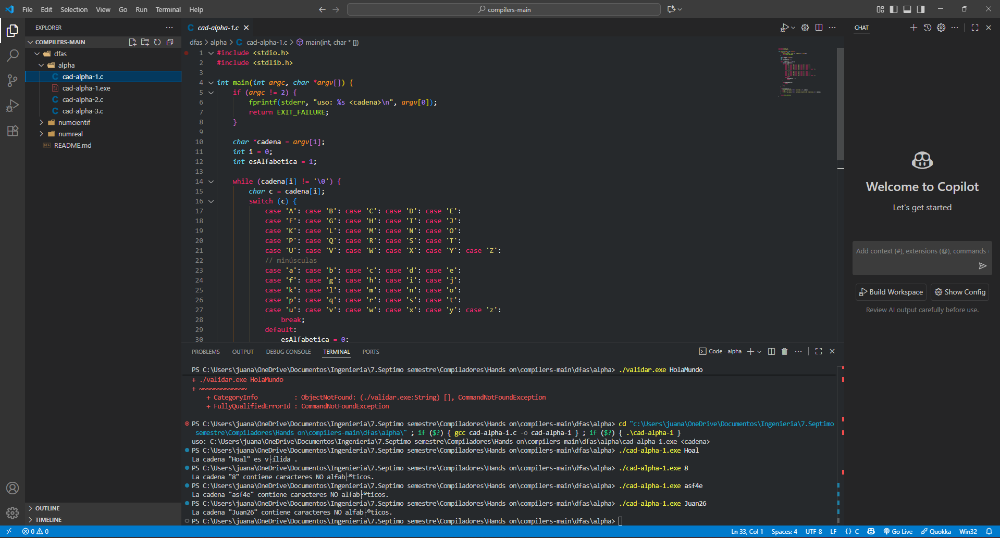 File Edit Selection View Go Run Terminal Help
compilers-main
EXPLORER
COMPILERS-MAIN
dfas
alpha
cad-alpha-1.c
cad-alpha-1.exe
cad-alpha-2.c
cad-alpha-3.c
numcientif
numreal
README.md
OUTLINE
TIMELINE
cad-alpha-1.c
dfas > alpha > C cad-alpha-1.c > main(int, char * [])
1 #include <stdio.h>
2 #include <stdlib.h>
3
4 int main(int argc, char *argv[]) {
5 if (argc != 2) {
6 fprintf(stderr, "uso: %s <cadena>\n", argv[0]);
7 return EXIT_FAILURE;
8 }
9
10 char *cadena = argv[1];
11 int i = 0;
12 int esAlfabetica = 1;
13
14 while (cadena[i] != '\0') {
15 char c = cadena[i];
16 switch (c) {
17 case 'A': case 'B': case 'C': case 'D': case 'E':
18 case 'F': case 'G': case 'H': case 'I': case 'J':
19 case 'K': case 'L': case 'M': case 'N': case 'O':
20 case 'P': case 'Q': case 'R': case 'S': case 'T':
21 case 'U': case 'V': case 'W': case 'X': case 'Y': case 'Z':
22 // minúsculas
23 case 'a': case 'b': case 'c': case 'd': case 'e':
24 case 'f': case 'g': case 'h': case 'i': case 'j':
25 case 'k': case 'l': case 'm': case 'n': case 'o':
26 case 'p': case 'q': case 'r': case 's': case 't':
27 case 'u': case 'v': case 'w': case 'x': case 'y': case 'z':
28 break;
29 default:
30 esAlfabetica = 0;
PROBLEMS OUTPUT DEBUG CONSOLE TERMINAL PORTS
Code - alpha
PS C:\Users\juana\OneDrive\Documentos\Ingenieria\7.Septimo semestre\Compiladores\Hands on\compilers-main\dfas\alpha> ./validar.exe HolaMundo
+ ./validar.exe HolaMundo
+ ~~~~~~~~~~~~~
+ CategoryInfo : ObjectNotFound: (./validar.exe:String) [], CommandNotFoundException
+ FullyQualifiedErrorId : CommandNotFoundException
PS C:\Users\juana\OneDrive\Documentos\Ingenieria\7.Septimo semestre\Compiladores\Hands on\compilers-main\dfas\alpha> cd "c:\Users\juana\OneDrive\Documentos\Ingenieria\7.Septimo
semestre\Compiladores\Hands on\compilers-main\dfas\alpha\" ; if ($?) { gcc cad-alpha-1.c -o cad-alpha-1 } ; if ($?) { .\cad-alpha-1 }
uso: C:\Users\juana\OneDrive\Documentos\Ingenieria\7.Septimo semestre\Compiladores\Hands on\compilers-main\dfas\alpha\cad-alpha-1.exe <cadena>
PS C:\Users\juana\OneDrive\Documentos\Ingenieria\7.Septimo semestre\Compiladores\Hands on\compilers-main\dfas\alpha> ./cad-alpha-1.exe Hoal
La cadena "Hoal" es v├ílida .
PS C:\Users\juana\OneDrive\Documentos\Ingenieria\7.Septimo semestre\Compiladores\Hands on\compilers-main\dfas\alpha> ./cad-alpha-1.exe 8
La cadena "8" contiene caracteres NO alfab├®ticos.
PS C:\Users\juana\OneDrive\Documentos\Ingenieria\7.Septimo semestre\Compiladores\Hands on\compilers-main\dfas\alpha> ./cad-alpha-1.exe asf4e
La cadena "asf4e" contiene caracteres NO alfab├®ticos.
PS C:\Users\juana\OneDrive\Documentos\Ingenieria\7.Septimo semestre\Compiladores\Hands on\compilers-main\dfas\alpha> ./cad-alpha-1.exe Juan26
La cadena "Juan26" contiene caracteres NO alfab├®ticos.
PS C:\Users\juana\OneDrive\Documentos\Ingenieria\7.Septimo semestre\Compiladores\Hands on\compilers-main\dfas\alpha>
CHAT
Welcome to Copilot
Let's get started
Add context (#), extensions (@), commands
Build Workspace Show Config
Review AI output carefully before use.
0 0
Ln 33, Col 1 Spaces: 4 UTF-8 LF {} C Go Live Quokka Win32